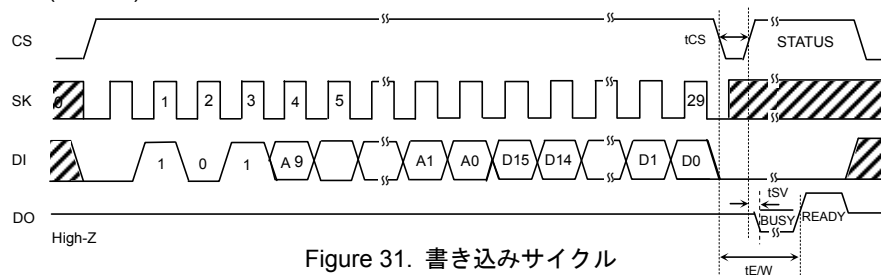 CS
tCS
STATUS
SK
0
1
2
3
4
5
29
DI
1
0
1
A9
A1
A0
D15
D14
D1
D0
tSV
DO
BUSY
READY
High-Z
Figure 31. 書き込みサイクル
tE/W